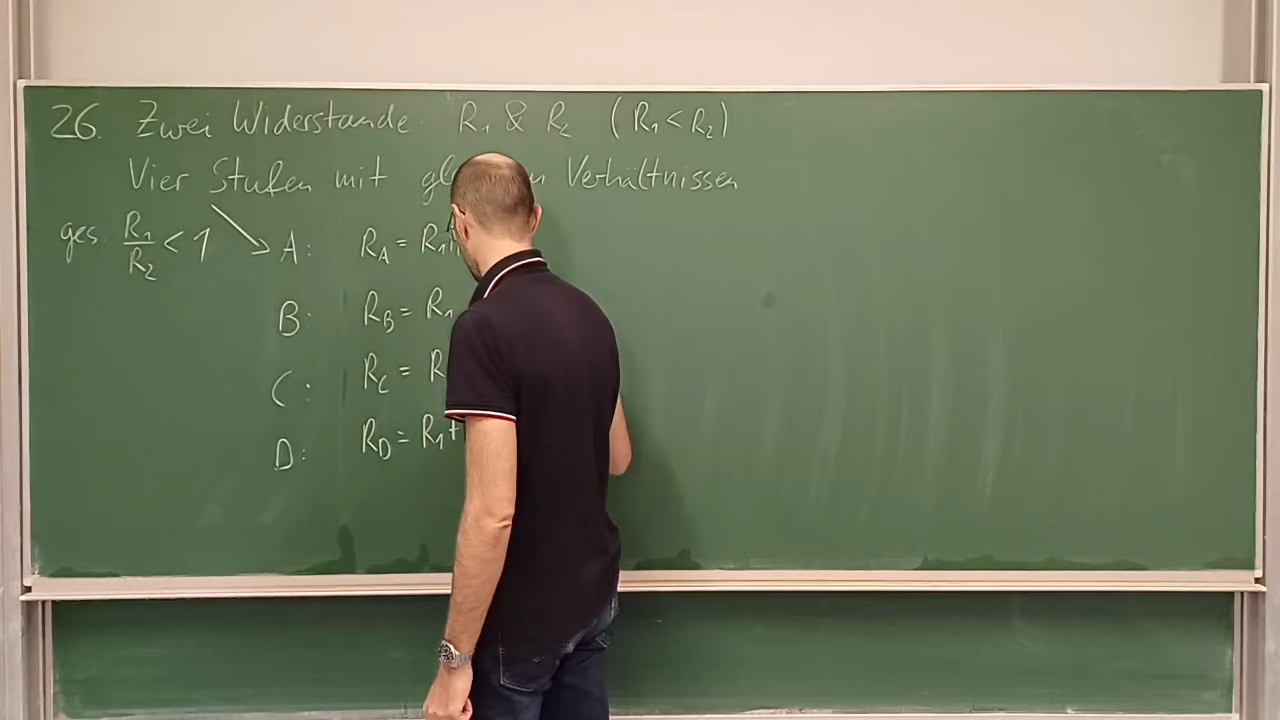 26. Zwei Widerstände R₁ & R₂ (R₁ < R₂)
Vier Stufen mit Verhältnissen
ges. R₁/R₂ < 1
A: R_A = R₁
B: R_B = R₁
C: R_C = R
D: R_D = R₁+